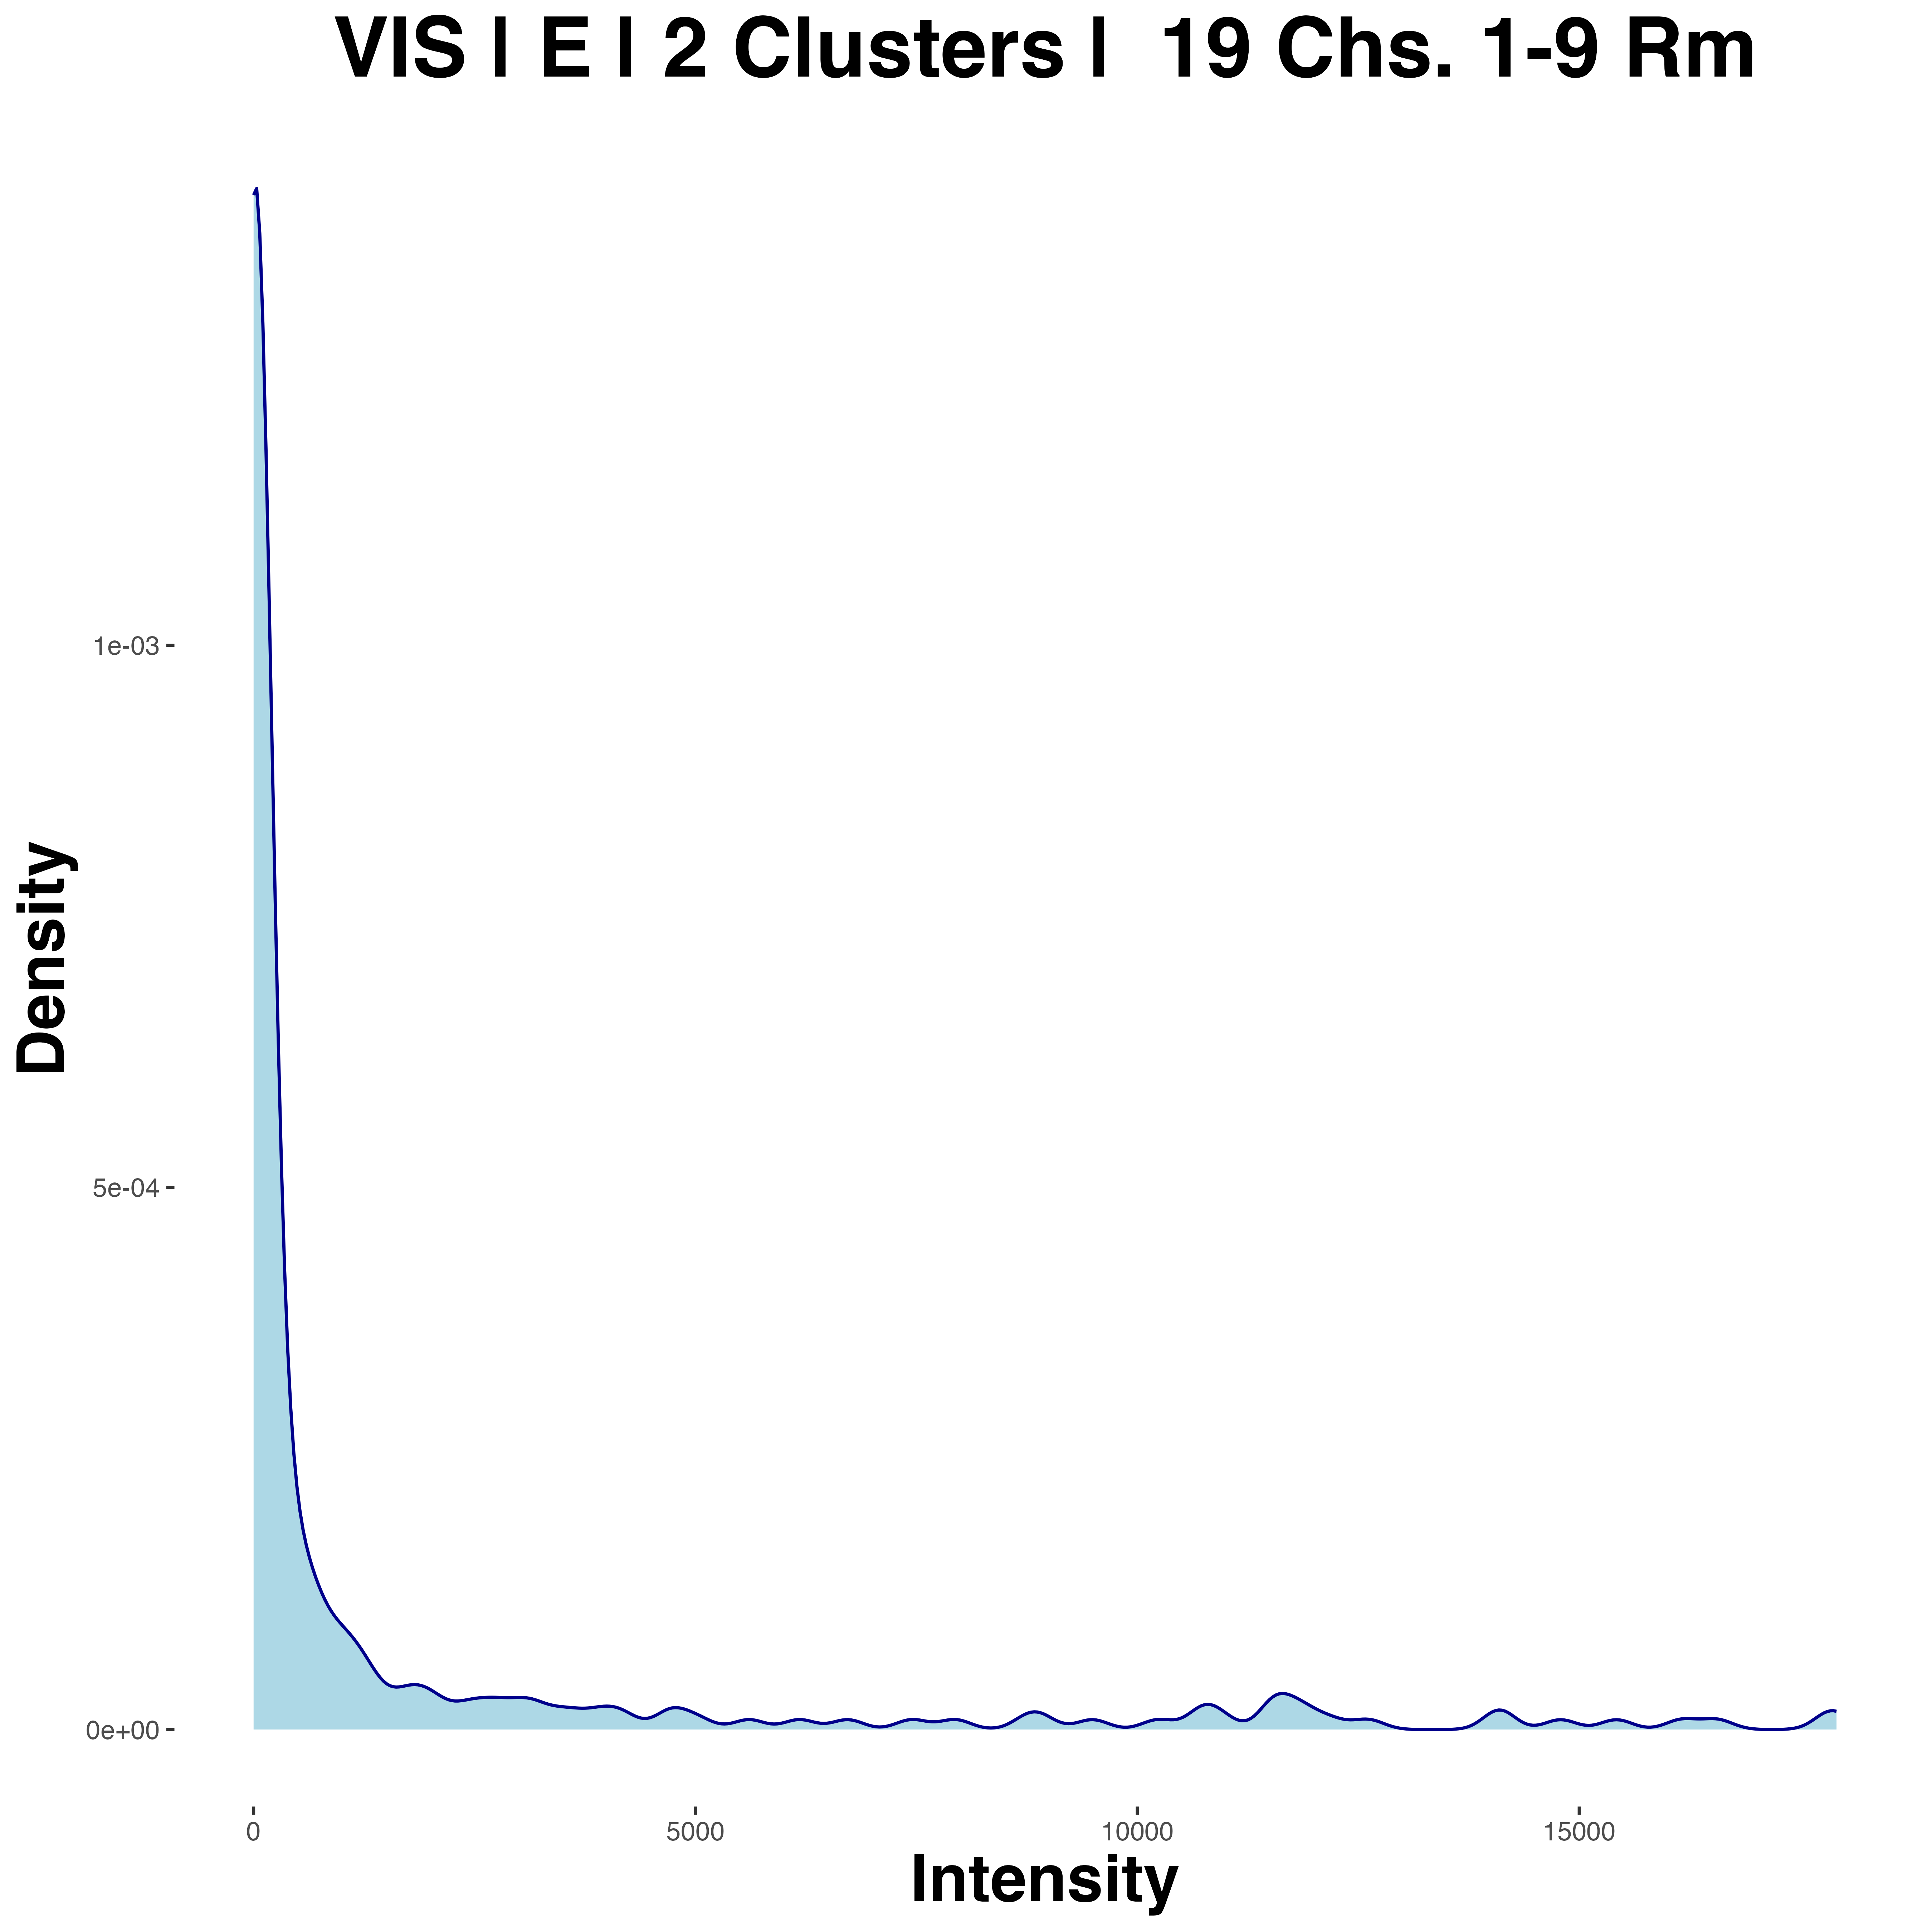 VIS | E | 2 Clusters |  19 Chs. 1-9 Rm
Density
1e-03
5e-04
0e+00
0 5000 10000 15000
Intensity